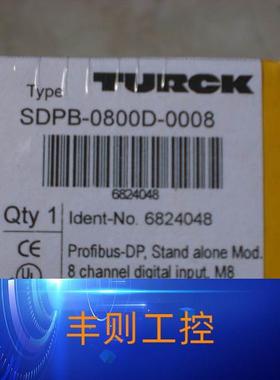 Type TURCK
SDPB-0800D-0008
6824048
Qty 1 Ident-No. 6824048
CE Profibus-DP, Stand alone Mod.
UL 8 channel digital input, M8
丰则工控